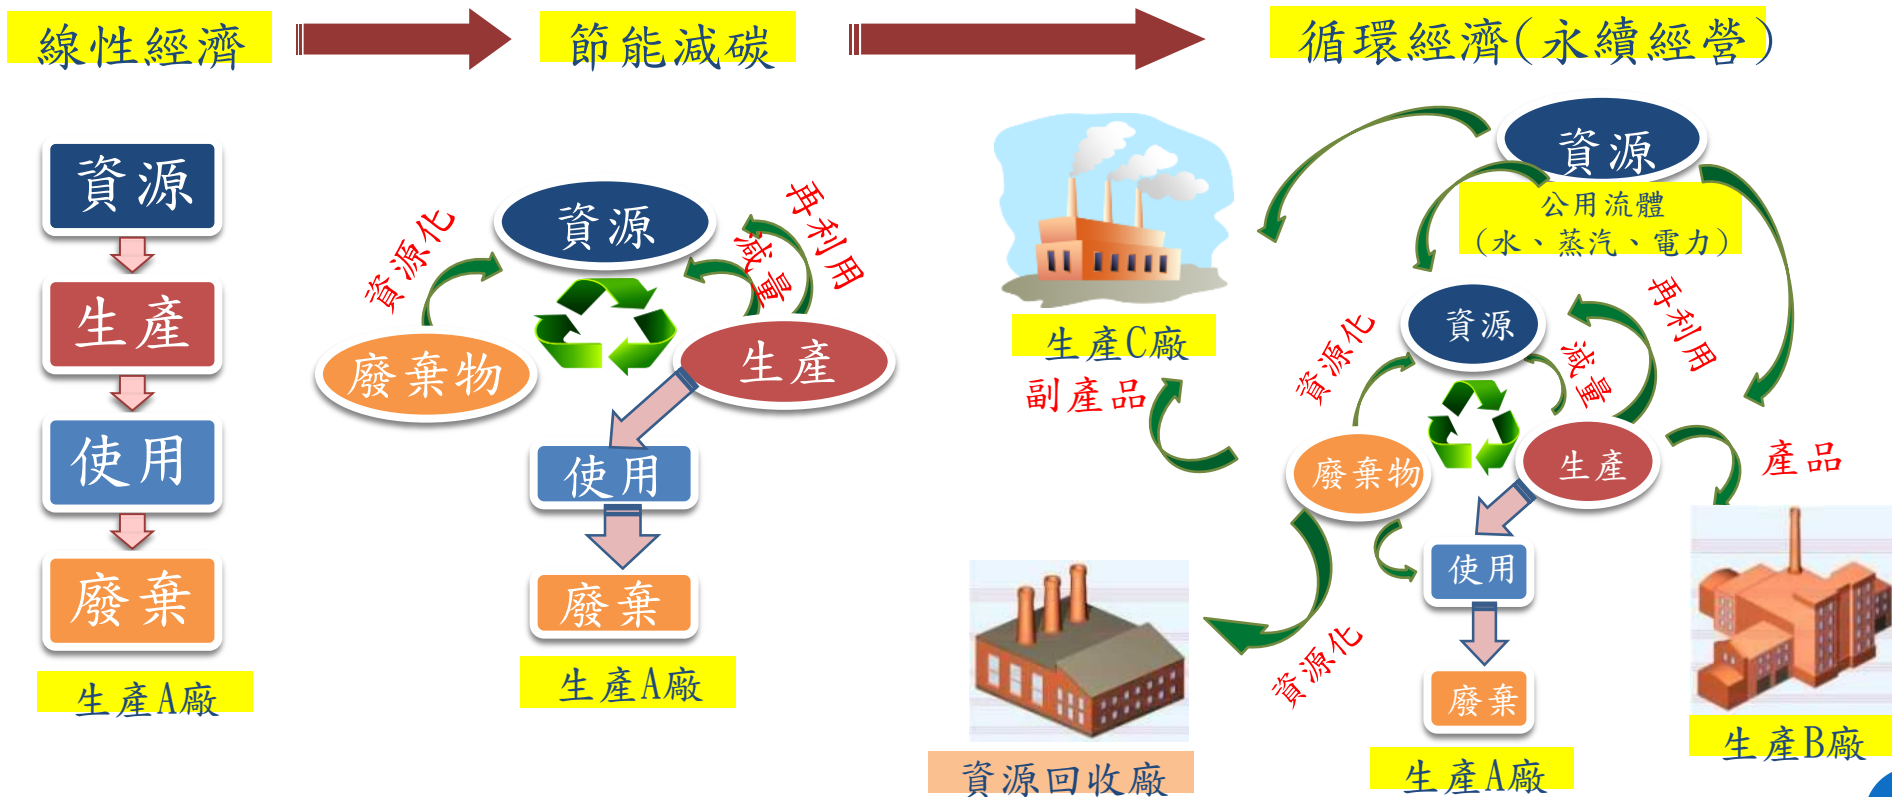 線性經濟
節能減碳
循環經濟(永續經營)
資源
生產
使用
廢棄
生產A廠
資源
資源化
減量
再利用
廢棄物
生產
使用
廢棄
生產A廠
資源
公用流體
(水、蒸汽、電力)
生產C廠
副產品
資源
資源化
減量
再利用
廢棄物
生產
產品
使用
資源化
廢棄
資源回收廠
生產A廠
生產B廠